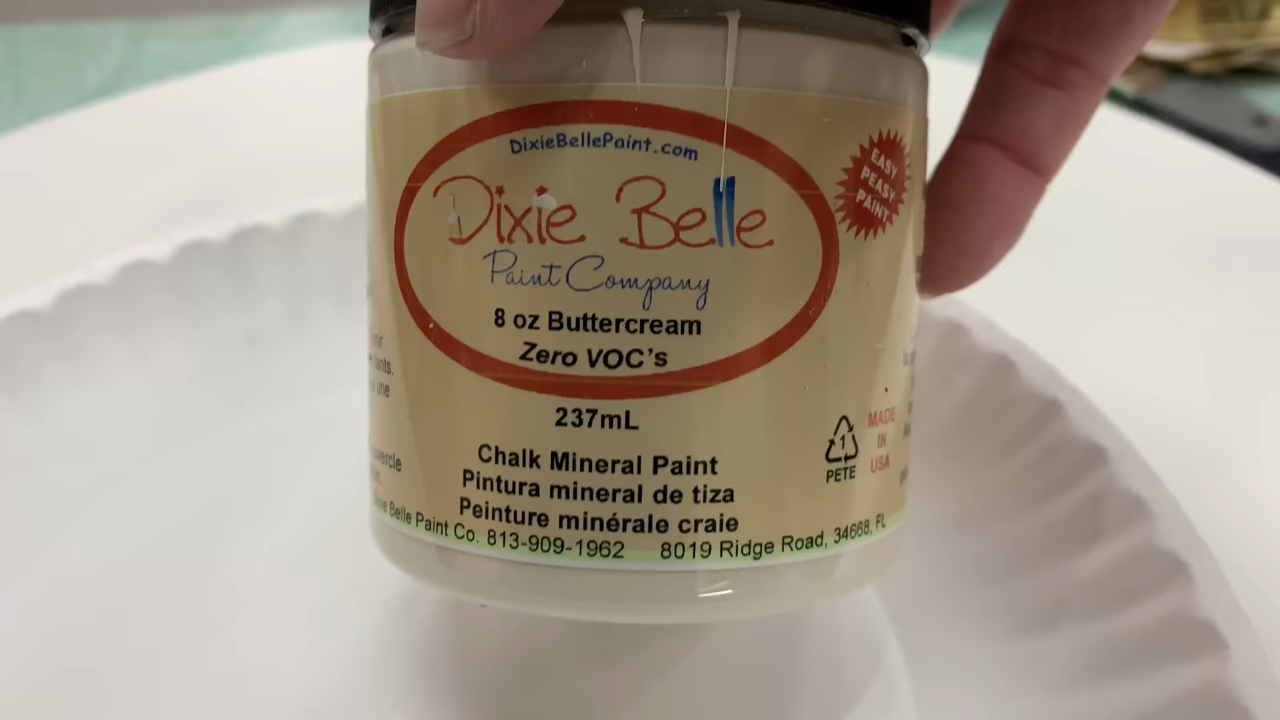 DixieBellePaint.com
Dixie Belle
Paint Company
8 oz Buttercream
Zero VOC's
237mL
Chalk Mineral Paint
Pintura mineral de tiza
Peinture minérale craie
Belle Paint Co. 813-909-1962 8019 Ridge Road, 34668, FL
EASY
PEASY
PAINT
1
PETE
MADE
IN
USA
une